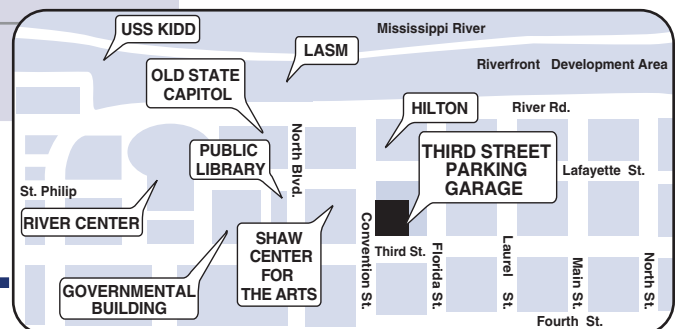 USS KIDD
Mississippi River
LASM
Riverfront Development Area
OLD STATE
CAPITOL
HILTON
River Rd.
North Blvd.
PUBLIC
LIBRARY
THIRD STREET
PARKING
GARAGE
Lafayette St.
St. Philip
RIVER CENTER
SHAW
CENTER
FOR
THE ARTS
Convention St.
Third St.
Florida St.
Laurel St.
Main St.
North St.
GOVERNMENTAL
BUILDING
Fourth St.